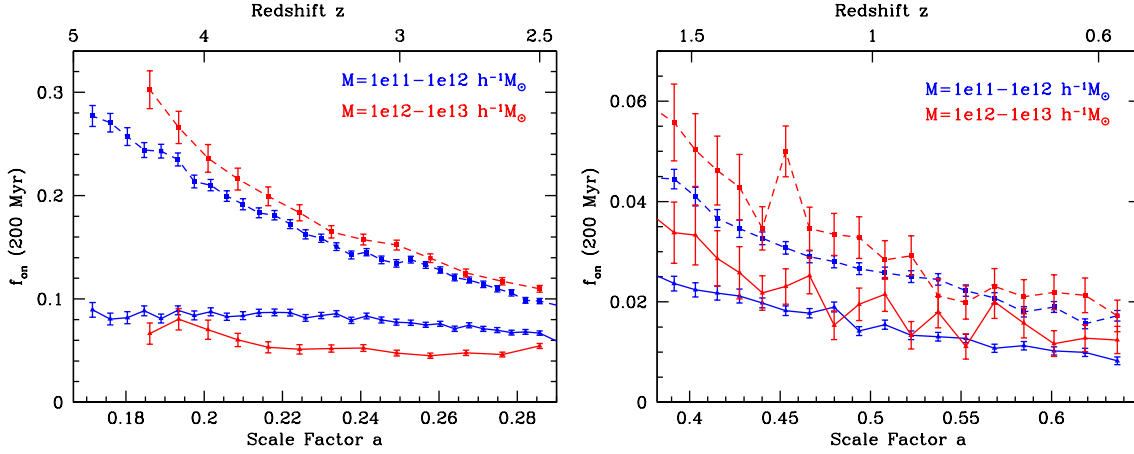 Redshift z
5 4 3 2.5
M=1e11−1e12 h⁻¹M⊙
M=1e12−1e13 h⁻¹M⊙
0.3
0.2
0.1
0
f_on (200 Myr)
0.18 0.2 0.22 0.24 0.26 0.28
Scale Factor a
Redshift z
1.5 1 0.6
M=1e11−1e12 h⁻¹M⊙
M=1e12−1e13 h⁻¹M⊙
0.06
0.04
0.02
0
f_on (200 Myr)
0.4 0.45 0.5 0.55 0.6
Scale Factor a